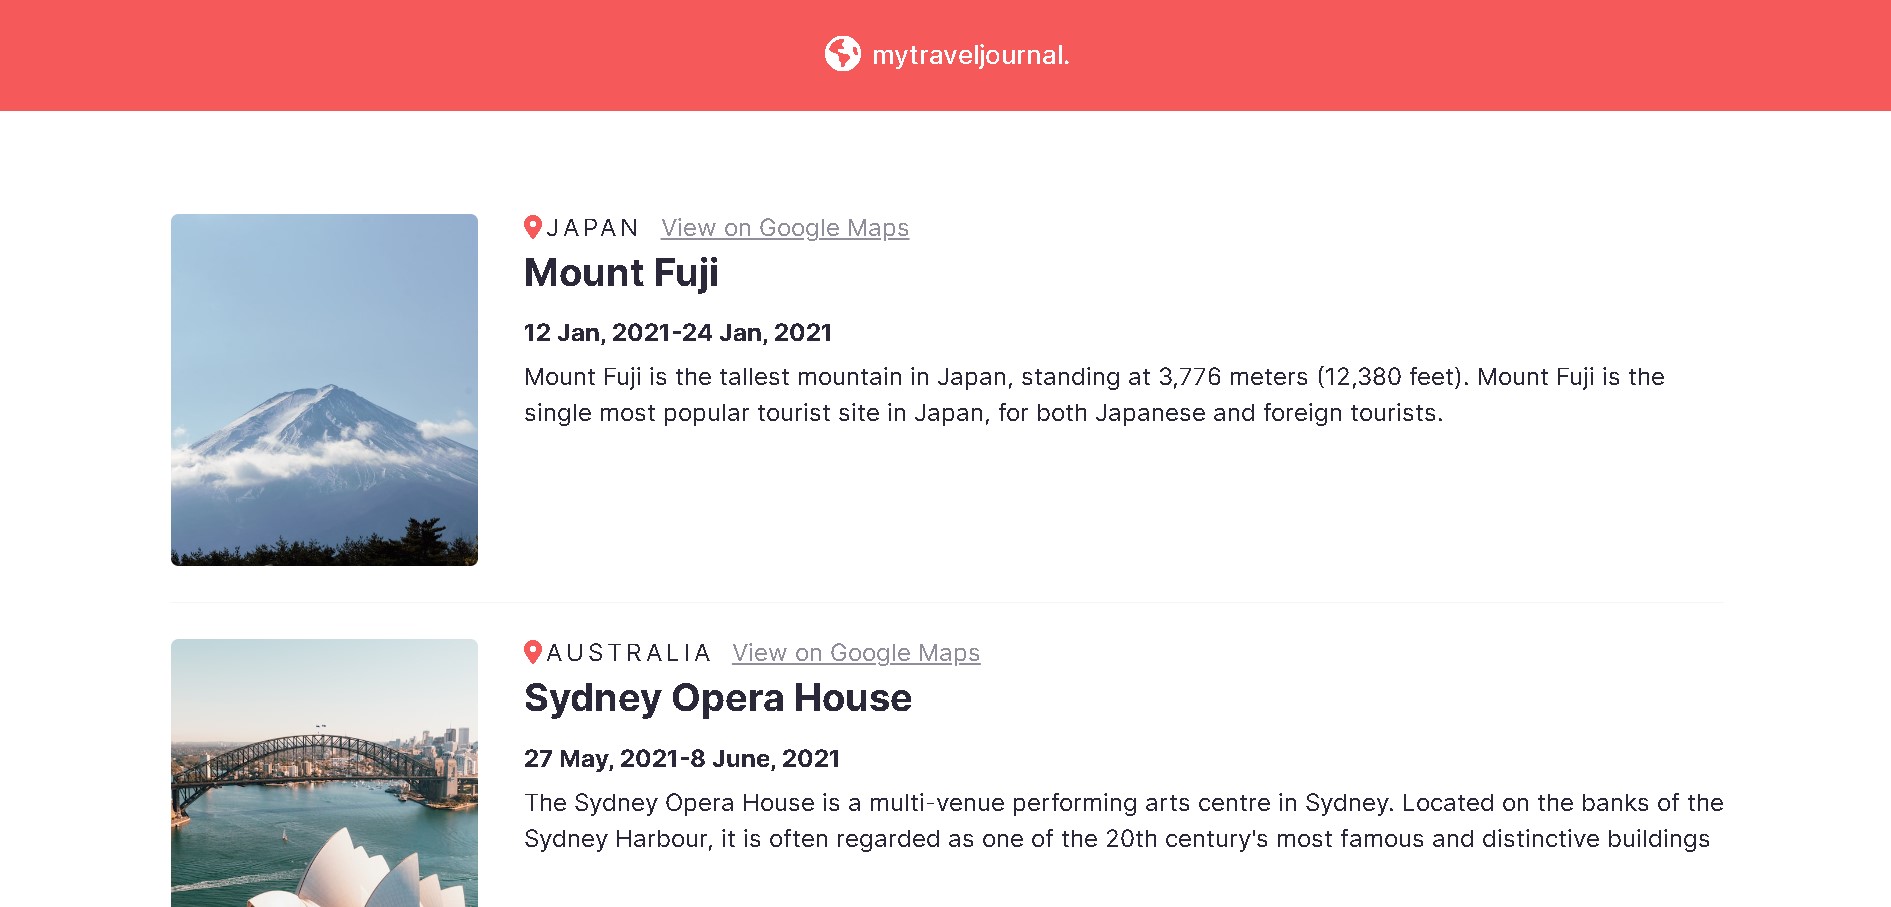 mytraveljournal.
JAPAN View on Google Maps
Mount Fuji
12 Jan, 2021-24 Jan, 2021
Mount Fuji is the tallest mountain in Japan, standing at 3,776 meters (12,380 feet). Mount Fuji is the
single most popular tourist site in Japan, for both Japanese and foreign tourists.
AUSTRALIA View on Google Maps
Sydney Opera House
27 May, 2021-8 June, 2021
The Sydney Opera House is a multi-venue performing arts centre in Sydney. Located on the banks of the
Sydney Harbour, it is often regarded as one of the 20th century's most famous and distinctive buildings